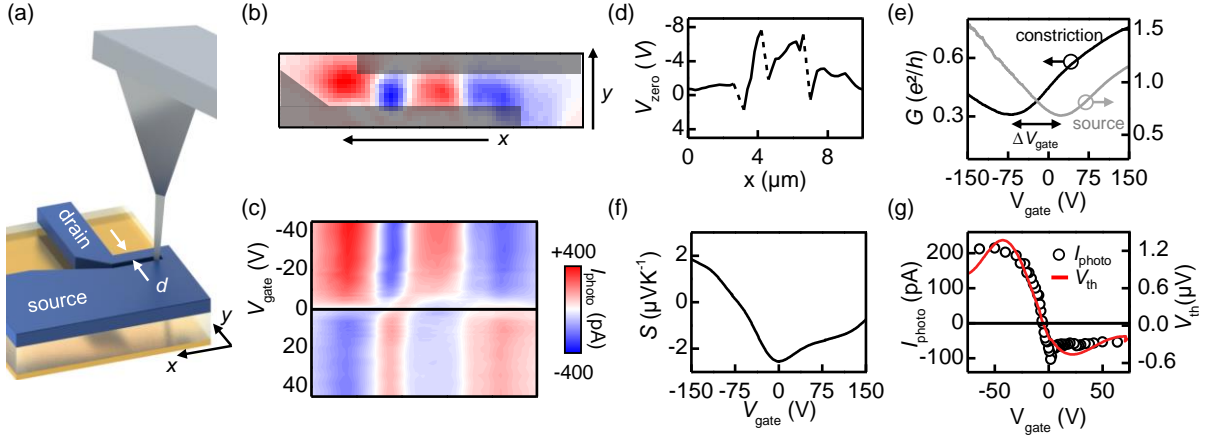 (a)
drain
source
d
y
x
(b)
y
x
(c)
V_gate (V)
-40
-20
0
20
40
+400
I_photo (pA)
-400
(d)
V_zero (V)
-8
-4
0
4
0 4 8
x (µm)
(e)
G (e²/h)
0.6
0.3
constriction
source
ΔV_gate
1.5
1.0
0.5
-150 -75 0 75 150
V_gate (V)
(f)
S (µVK⁻¹)
2
0
-2
-150 -75 0 75 150
V_gate (V)
(g)
I_photo (pA)
200
100
0
-100
I_photo
V_th
1.2
0.6
0.0
-0.6
V_th (µV)
-50 0 50
V_gate (V)